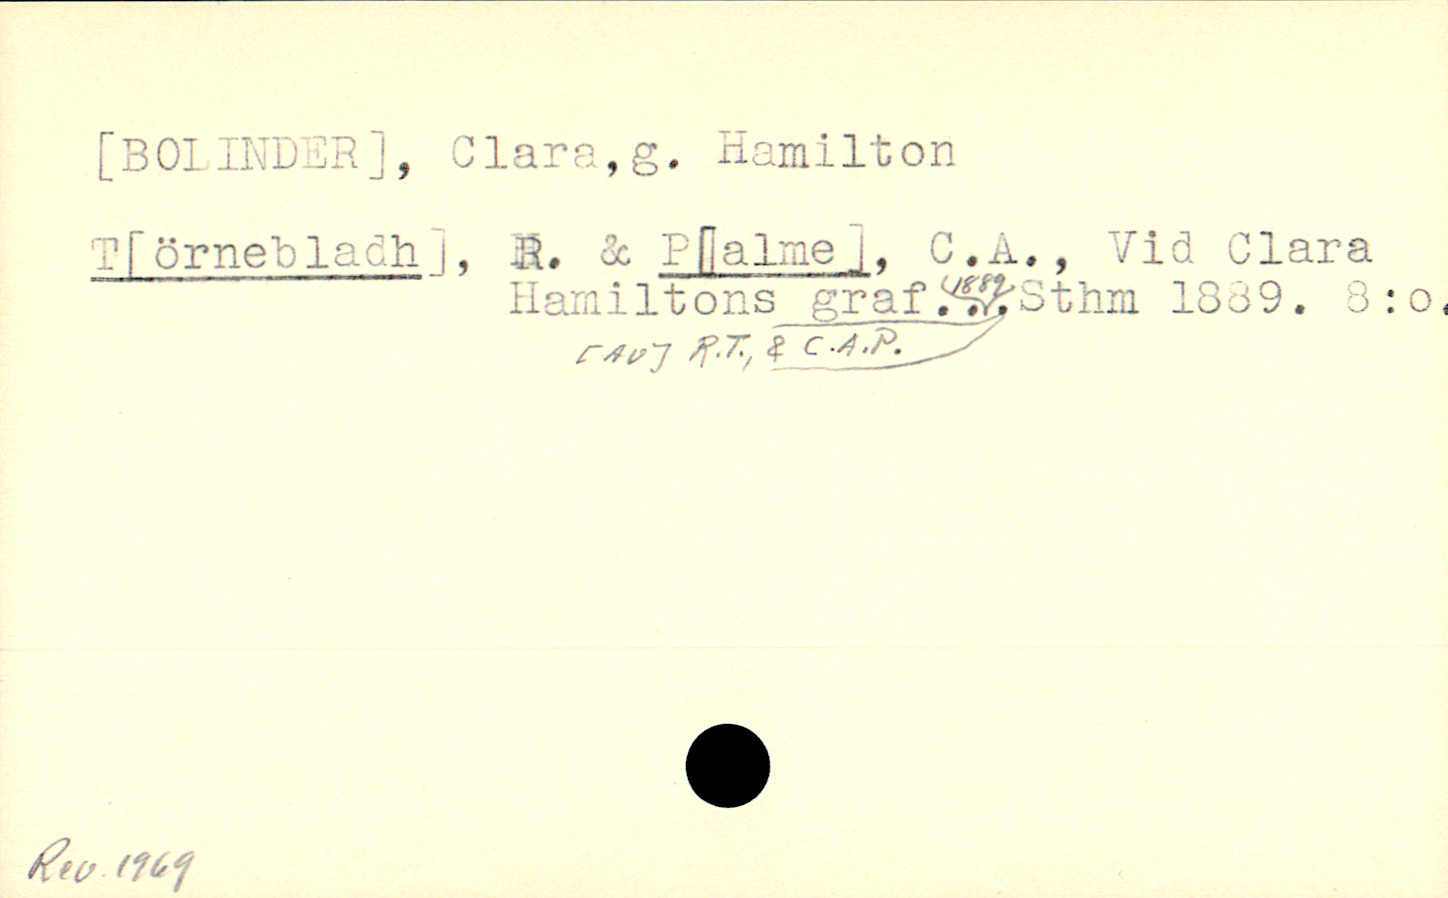 [BOLINDER], Clara,g. Hamilton
T[örnebladh], R. & P[alme], C.A., Vid Clara
Hamiltons graf... 1889 Sthm 1889. 8:o.
[AV] R.T., & C.A.P.
Rev. 1969